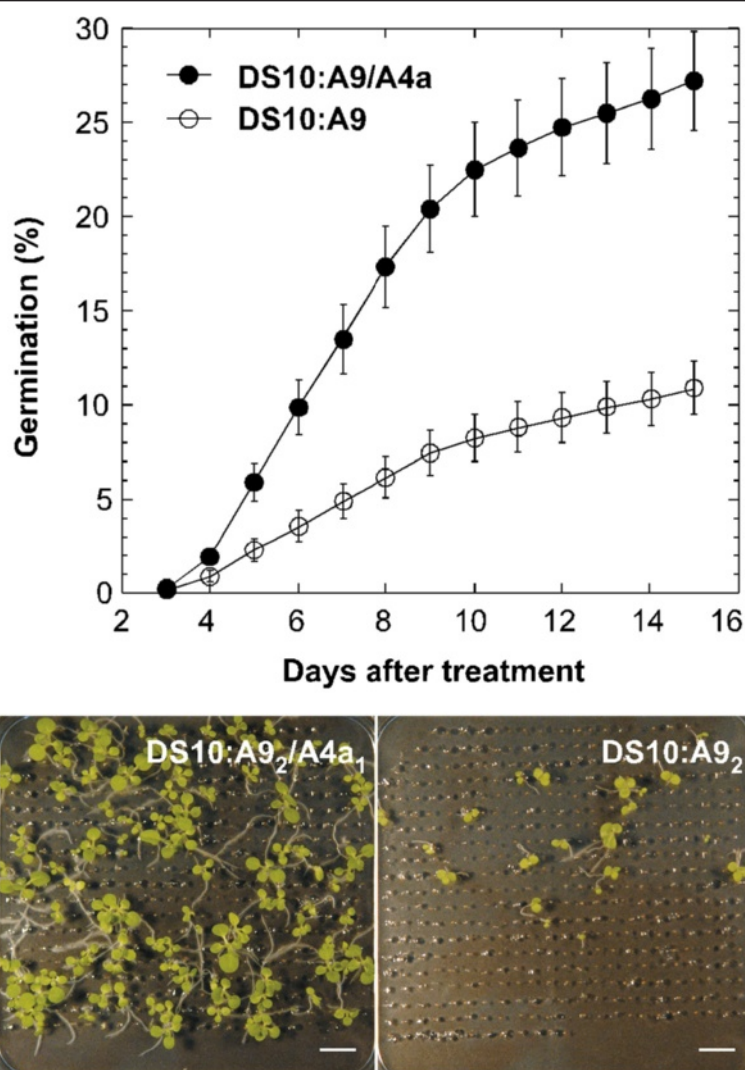 30
25
20
15
10
5
0
Germination (%)
DS10:A9/A4a
DS10:A9
2 4 6 8 10 12 14 16
Days after treatment
DS10:A9₂/A4a₁
DS10:A9₂